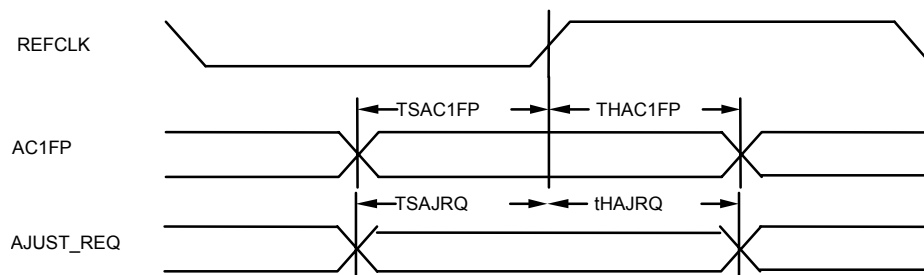 REFCLK
TSAC1FP THAC1FP
AC1FP
TSAJRQ tHAJRQ
AJUST_REQ